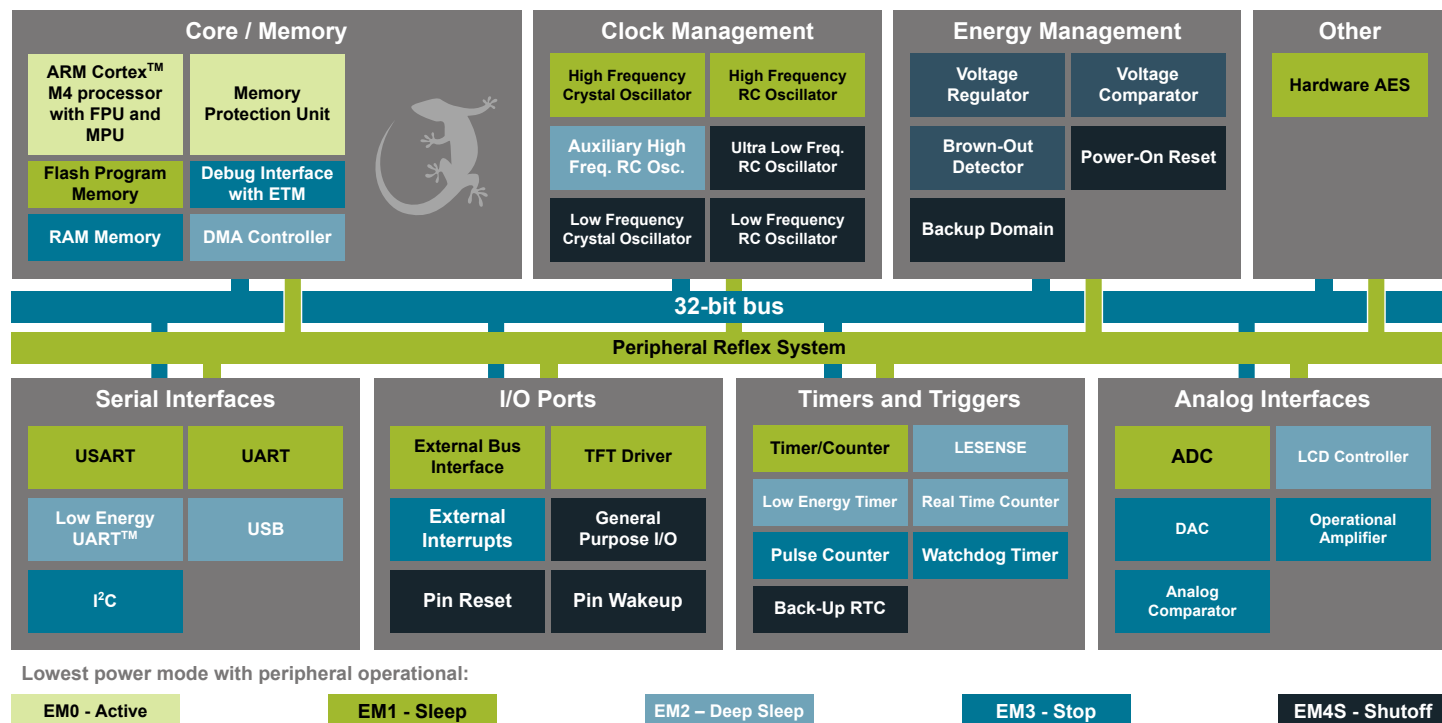 Core / Memory
ARM Cortex™
M4 processor
with FPU and
MPU
Memory
Protection Unit
Flash Program
Memory
Debug Interface
with ETM
RAM Memory
DMA Controller
Clock Management
High Frequency
Crystal Oscillator
High Frequency
RC Oscillator
Auxiliary High
Freq. RC Osc.
Ultra Low Freq.
RC Oscillator
Low Frequency
Crystal Oscillator
Low Frequency
RC Oscillator
Energy Management
Voltage
Regulator
Voltage
Comparator
Brown-Out
Detector
Power-On Reset
Backup Domain
Other
Hardware AES
32-bit bus
Peripheral Reflex System
Serial Interfaces
USART
UART
Low Energy
UART™
USB
I²C
I/O Ports
External Bus
Interface
TFT Driver
External
Interrupts
General
Purpose I/O
Pin Reset
Pin Wakeup
Timers and Triggers
Timer/Counter
LESENSE
Low Energy Timer
Real Time Counter
Pulse Counter
Watchdog Timer
Back-Up RTC
Analog Interfaces
ADC
LCD Controller
DAC
Operational
Amplifier
Analog
Comparator
Lowest power mode with peripheral operational:
EM0 - Active
EM1 - Sleep
EM2 – Deep Sleep
EM3 - Stop
EM4S - Shutoff